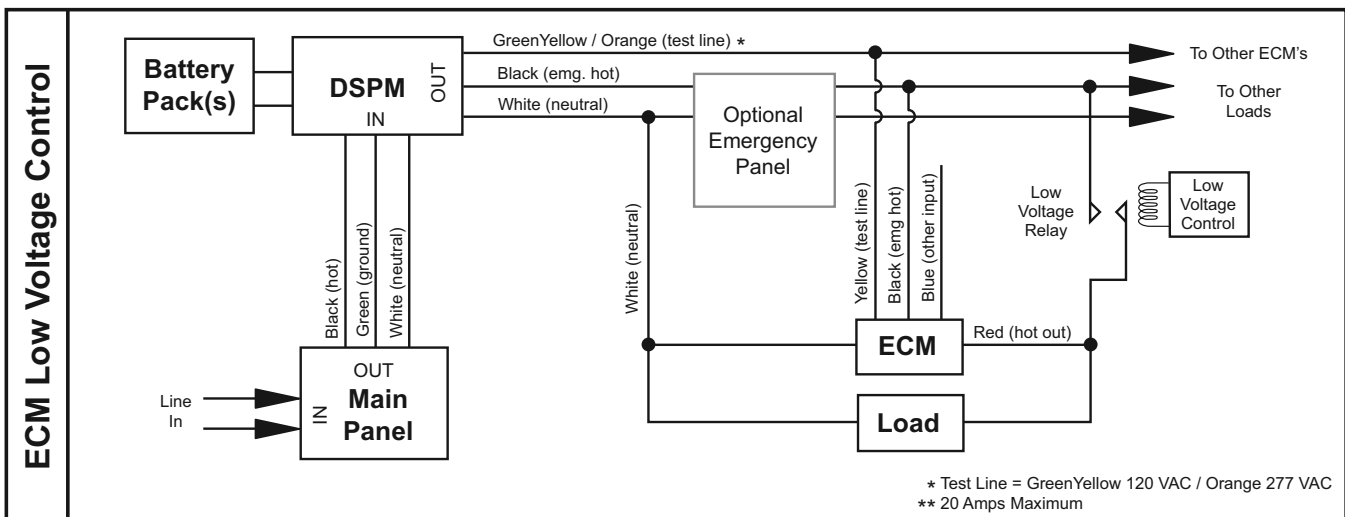 ECM Low Voltage Control
Battery
Pack(s)
DSPM
OUT
IN
GreenYellow / Orange (test line) *
Black (emg. hot)
White (neutral)
Optional
Emergency
Panel
To Other ECM's
To Other
Loads
Low
Voltage
Relay
Low
Voltage
Control
Black (hot)
Green (ground)
White (neutral)
White (neutral)
Yellow (test line)
Black (emg hot)
Blue (other input)
ECM
Red (hot out)
Load
Line
In
OUT
IN
Main
Panel
* Test Line = GreenYellow 120 VAC / Orange 277 VAC
** 20 Amps Maximum